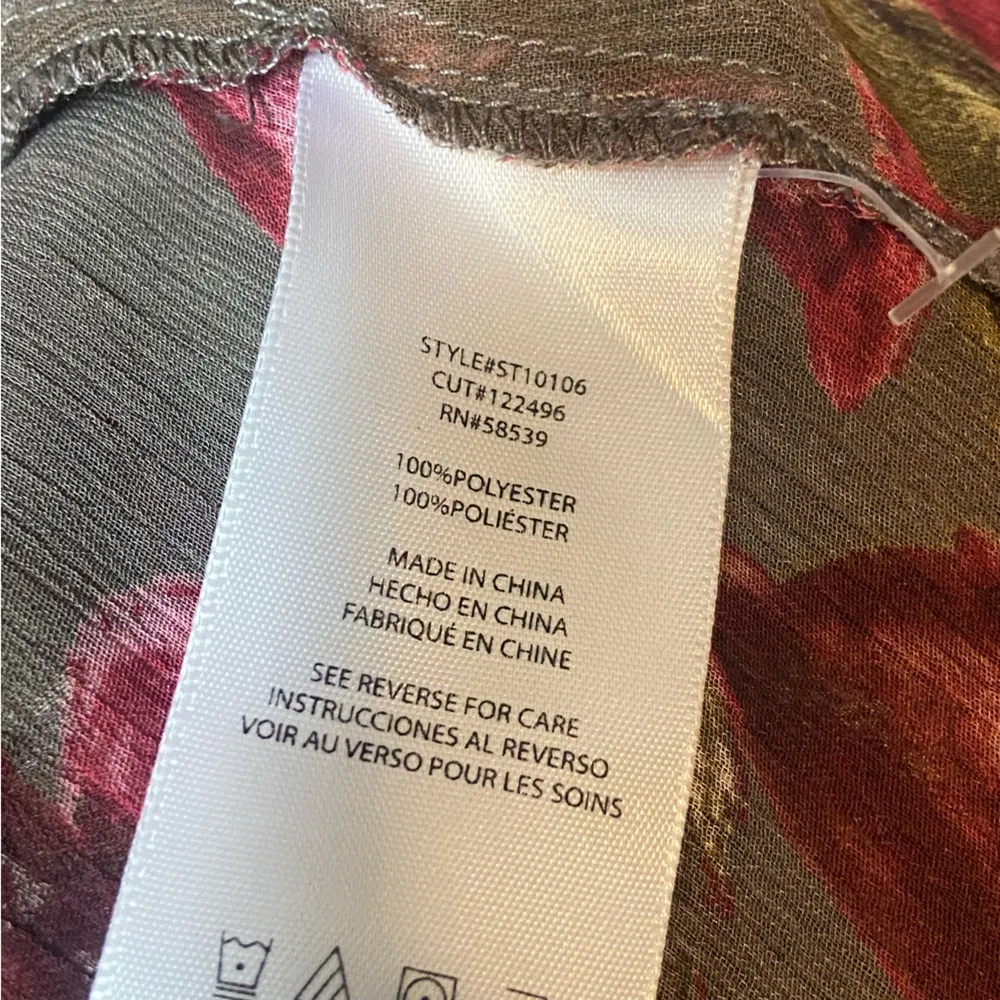 STYLE#ST10106
CUT#122496
RN#58539
100%POLYESTER
100%POLIÉSTER
MADE IN CHINA
HECHO EN CHINA
FABRIQUÉ EN CHINE
SEE REVERSE FOR CARE
INSTRUCCIONES AL REVERSO
VOIR AU VERSO POUR LES SOINS